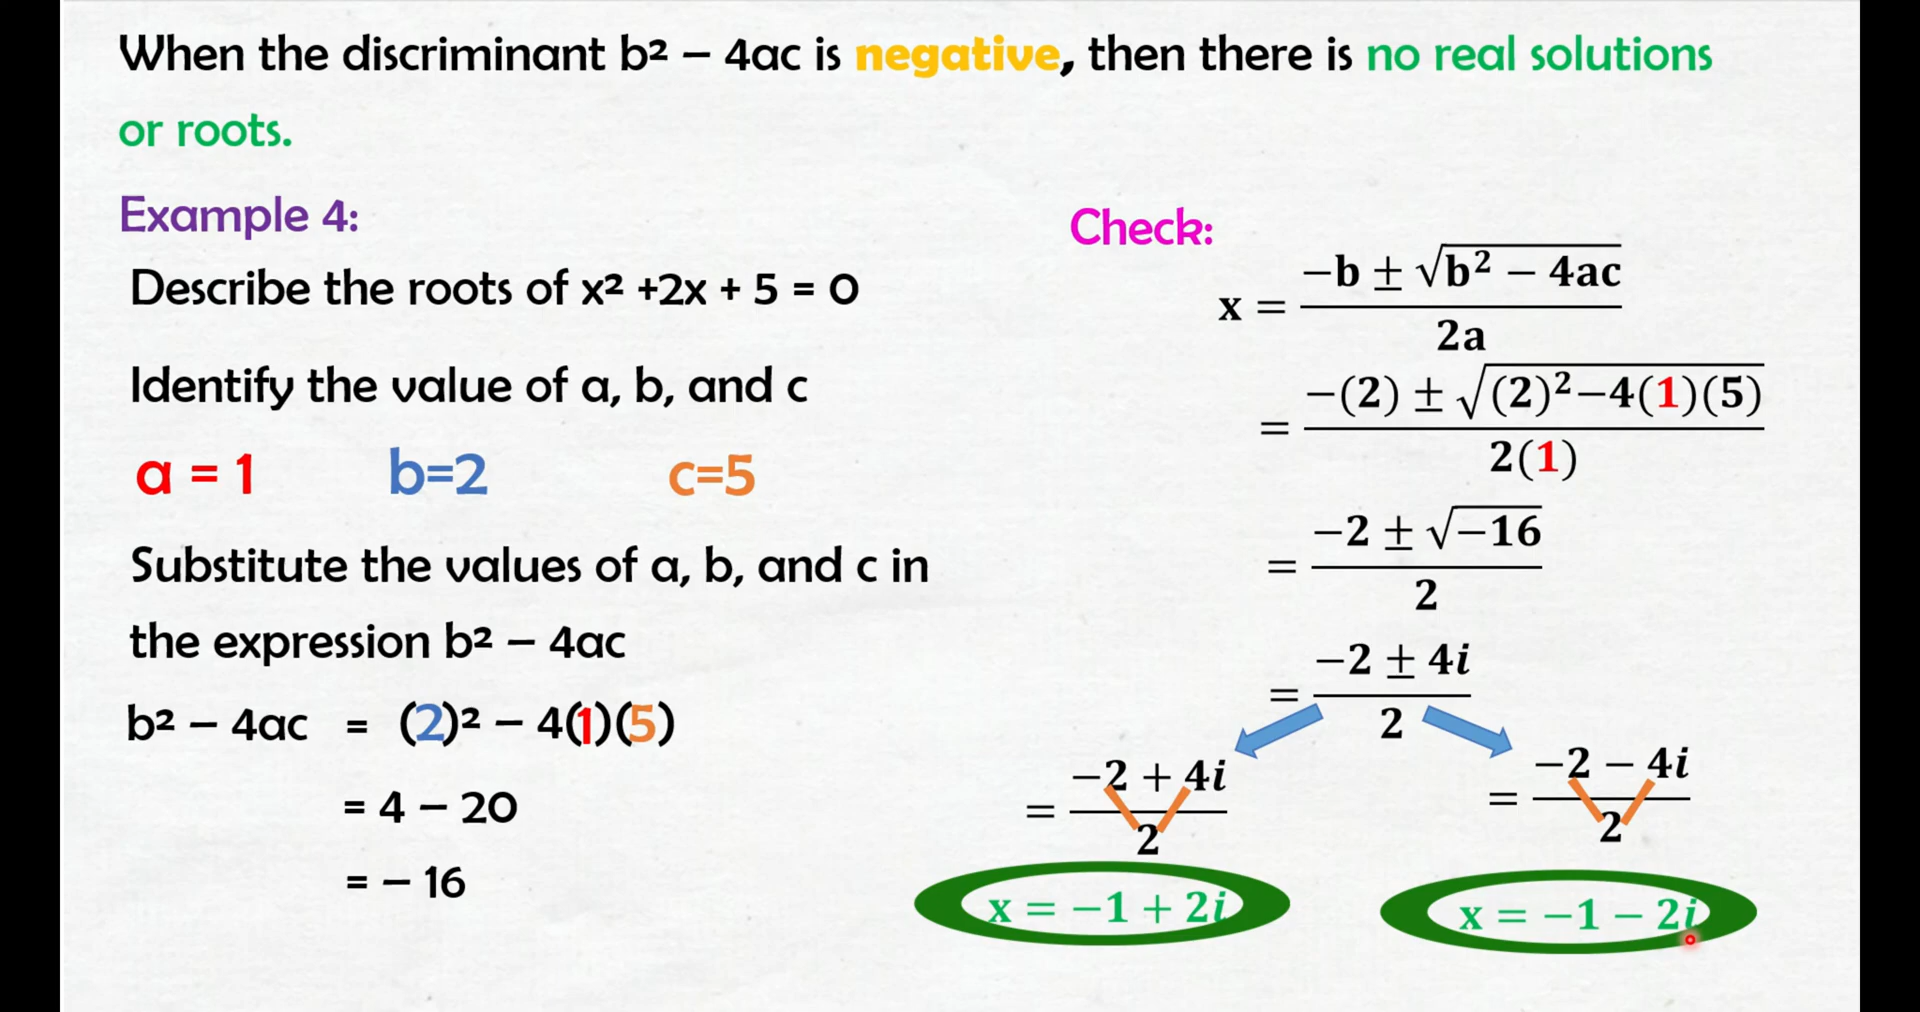 When the discriminant b² – 4ac is negative, then there is no real solutions
or roots.
Example 4:
Describe the roots of x² +2x + 5 = 0
Identify the value of a, b, and c
a = 1 b=2 c=5
Substitute the values of a, b, and c in
the expression b² – 4ac
b² – 4ac = (2)² – 4(1)(5)
= 4 – 20
= – 16
Check:
x = (−b ± √(b² − 4ac)) / 2a
= (−(2) ± √((2)²−4(1)(5))) / 2(1)
= (−2 ± √−16) / 2
= (−2 ± 4i) / 2
= (−2 + 4i) / 2
= (−2 − 4i) / 2
x = −1 + 2i
x = −1 − 2i